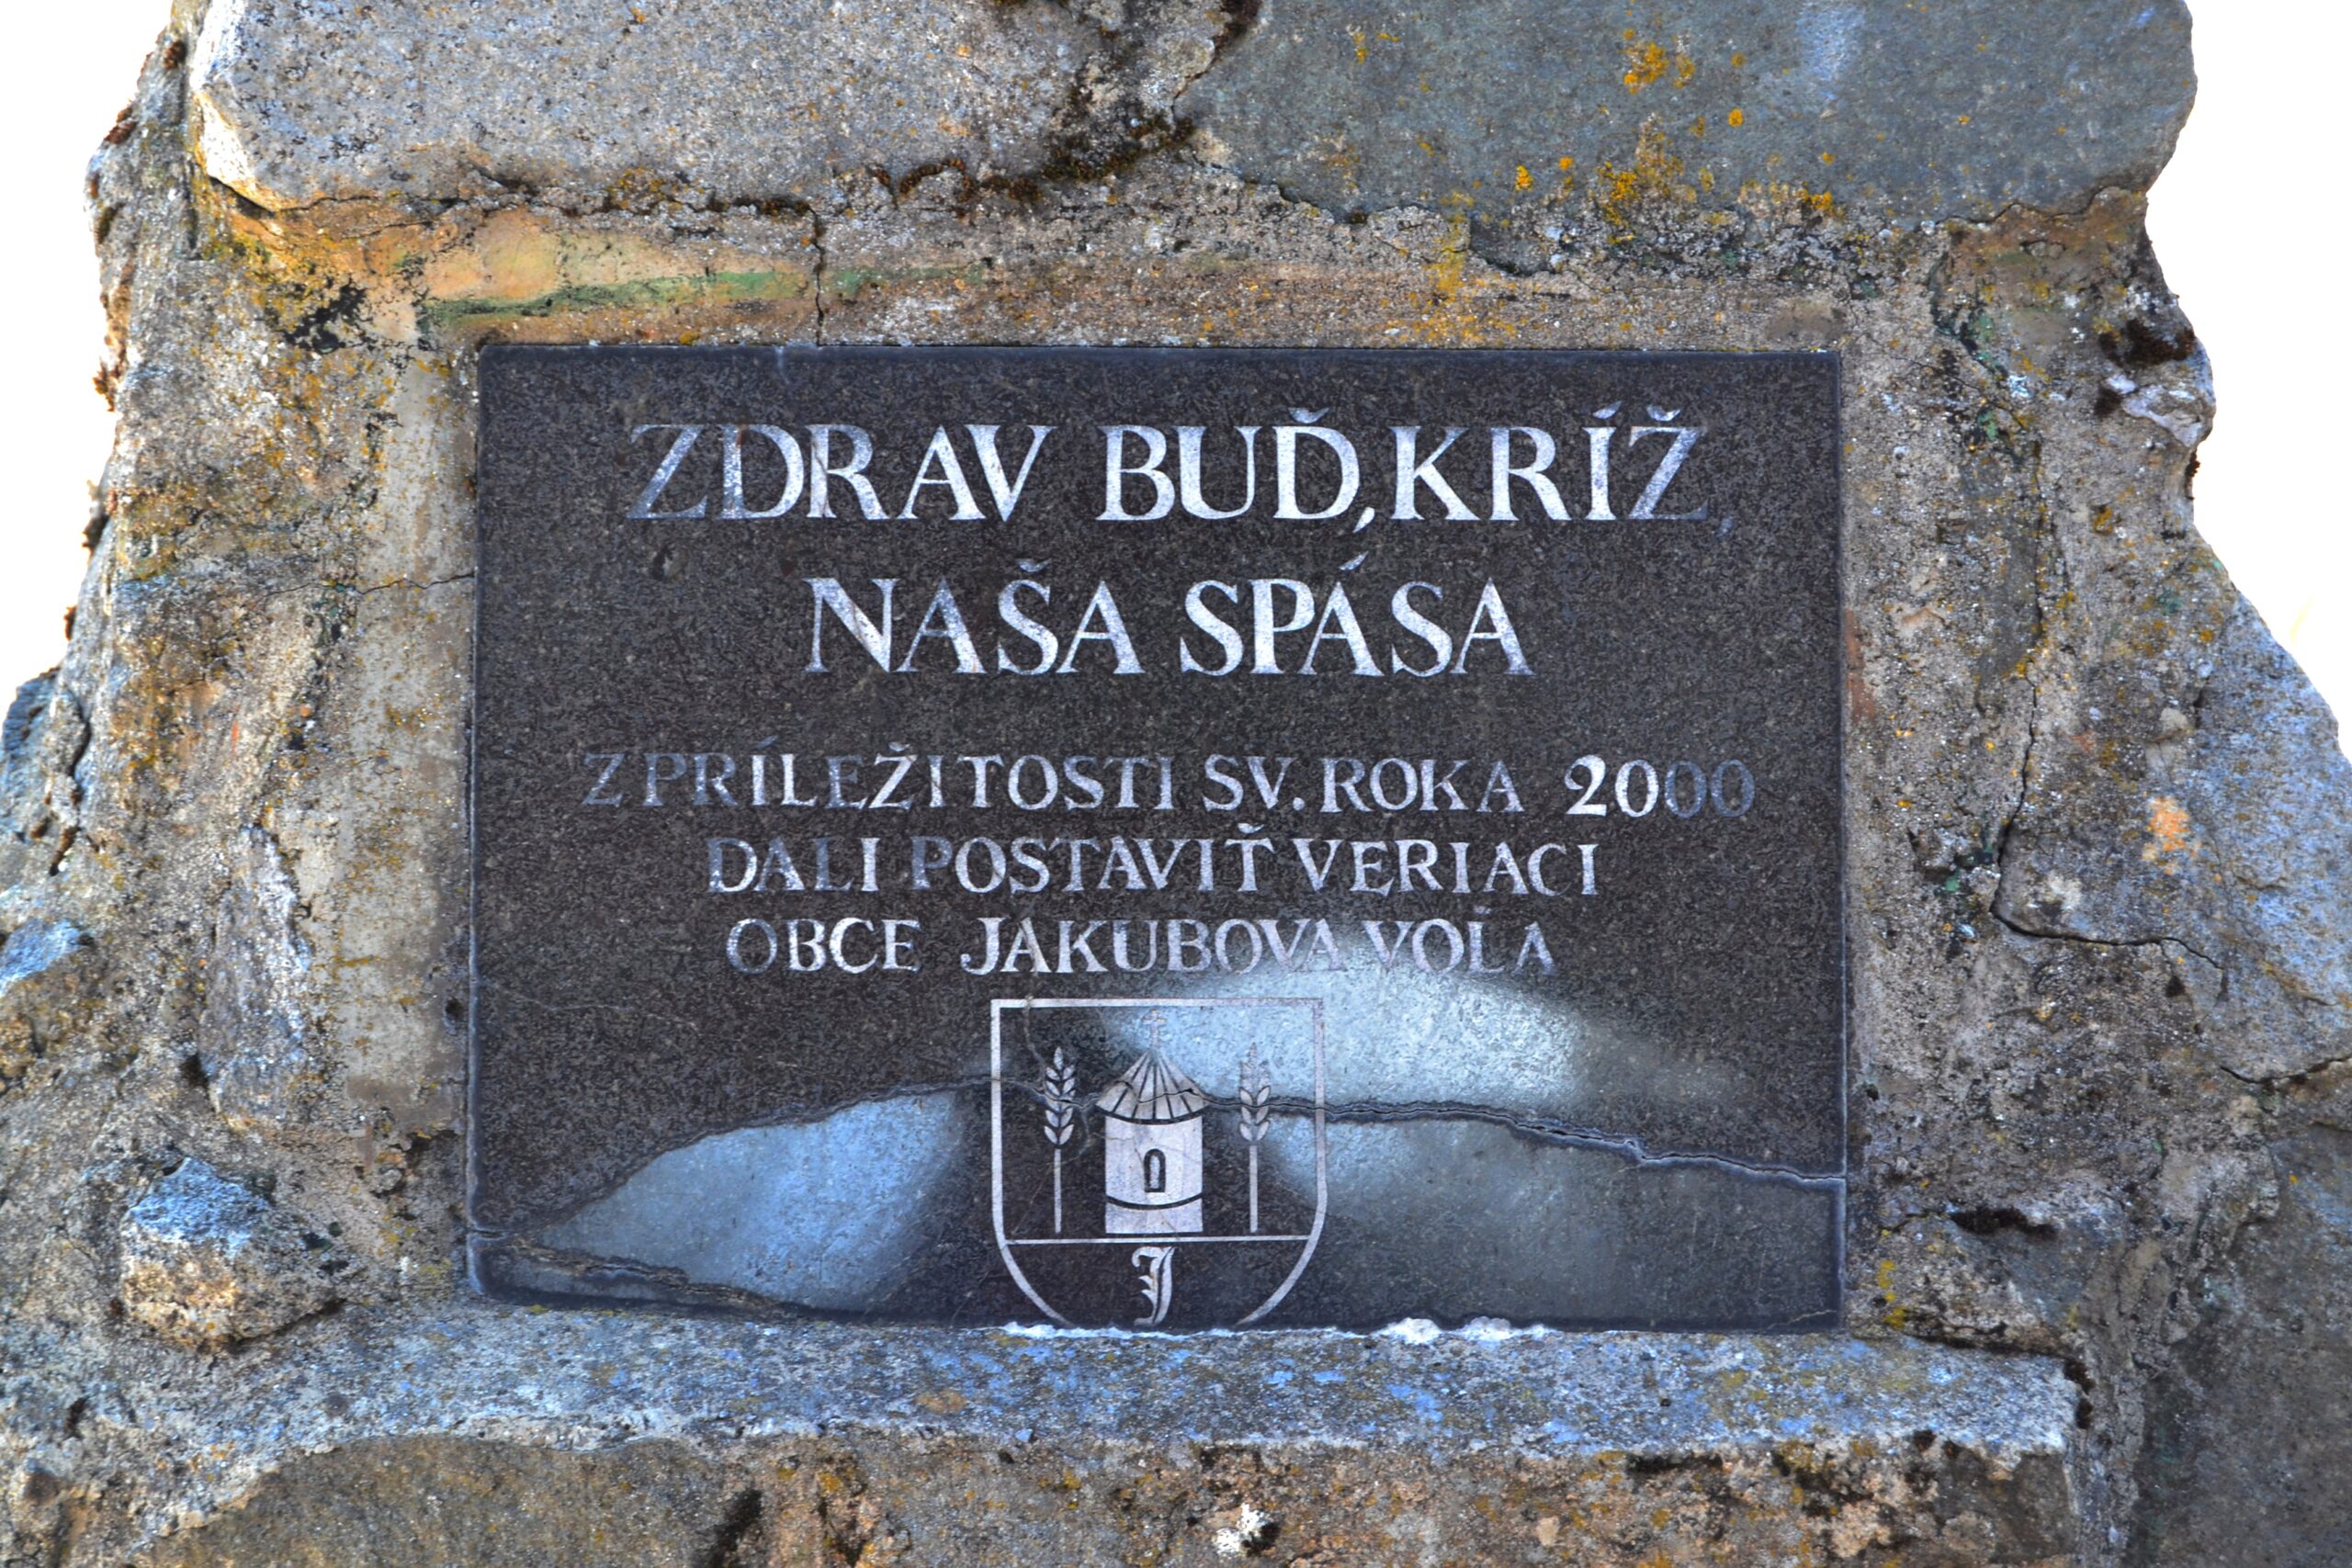 ZDRAV BUĎ, KRÍŽ,
NAŠA SPÁSA
Z PRÍLEŽITOSTI SV. ROKA 2000
DALI POSTAVIŤ VERIACI
OBCE JAKUBOVA VOĽA
J